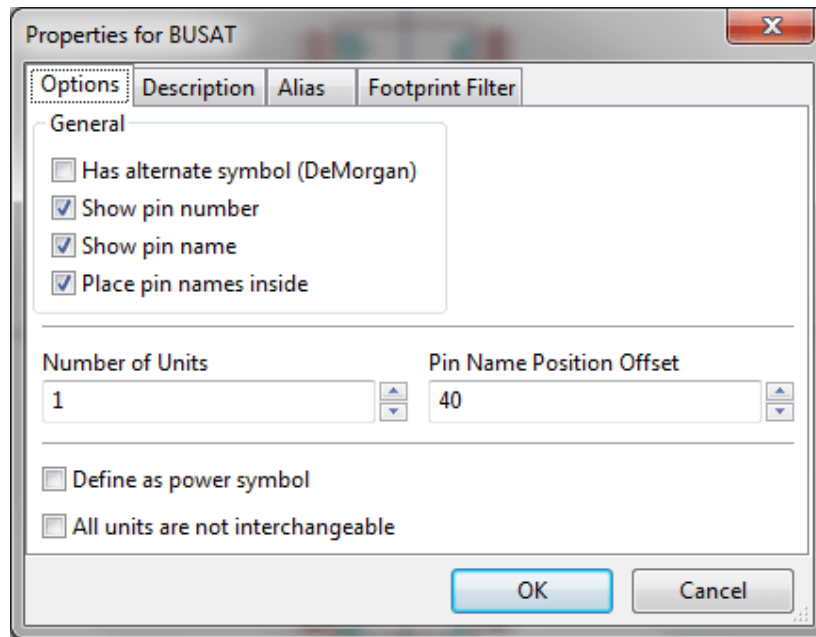 Properties for BUSAT
Options Description Alias Footprint Filter
General
Has alternate symbol (DeMorgan)
Show pin number
Show pin name
Place pin names inside
Number of Units Pin Name Position Offset
1 40
Define as power symbol
All units are not interchangeable
OK Cancel